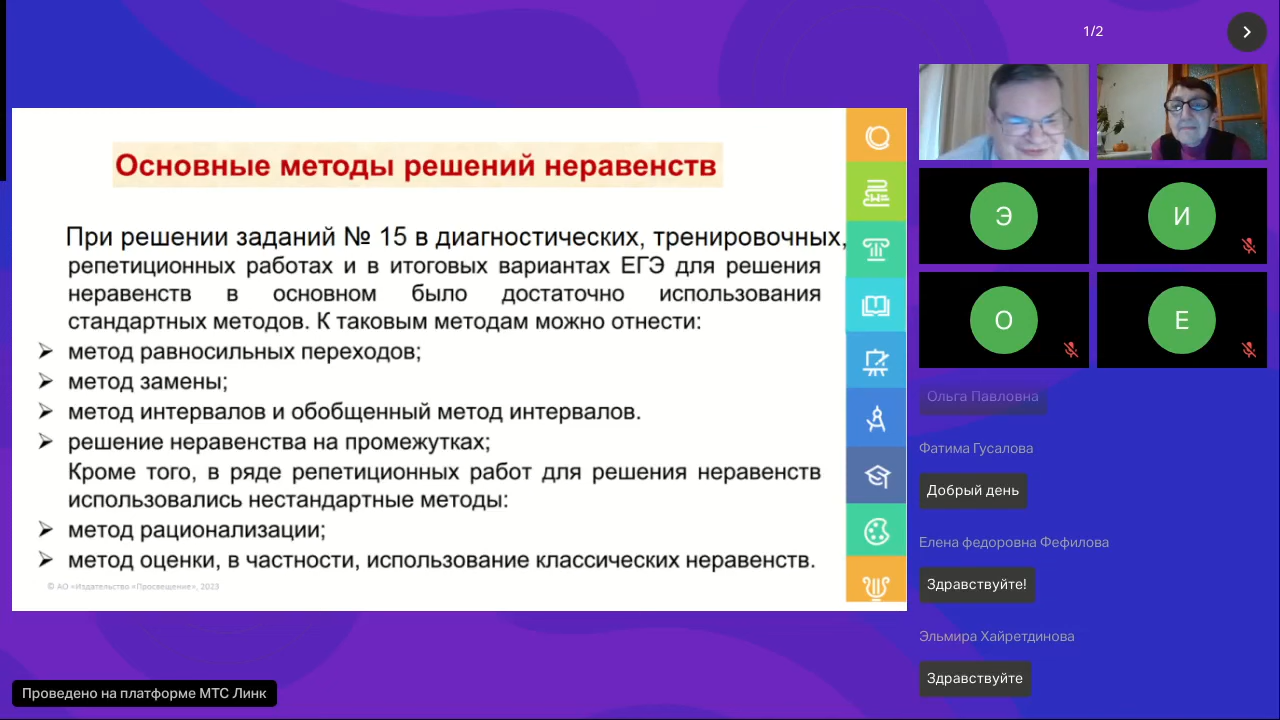 1/2
Основные методы решений неравенств
При решении заданий № 15 в диагностических, тренировочных,
репетиционных работах и в итоговых вариантах ЕГЭ для решения
неравенств в основном было достаточно использования
стандартных методов. К таковым методам можно отнести:
метод равносильных переходов;
метод замены;
метод интервалов и обобщенный метод интервалов.
решение неравенства на промежутках;
Кроме того, в ряде репетиционных работ для решения неравенств
использовались нестандартные методы:
метод рационализации;
метод оценки, в частности, использование классических неравенств.
© АО «Издательство «Просвещение», 2023
Э
И
О
Е
Ольга Павловна
Фатима Гусалова
Добрый день
Елена федоровна Фефилова
Здравствуйте!
Эльмира Хайретдинова
Здравствуйте
Проведено на платформе МТС Линк